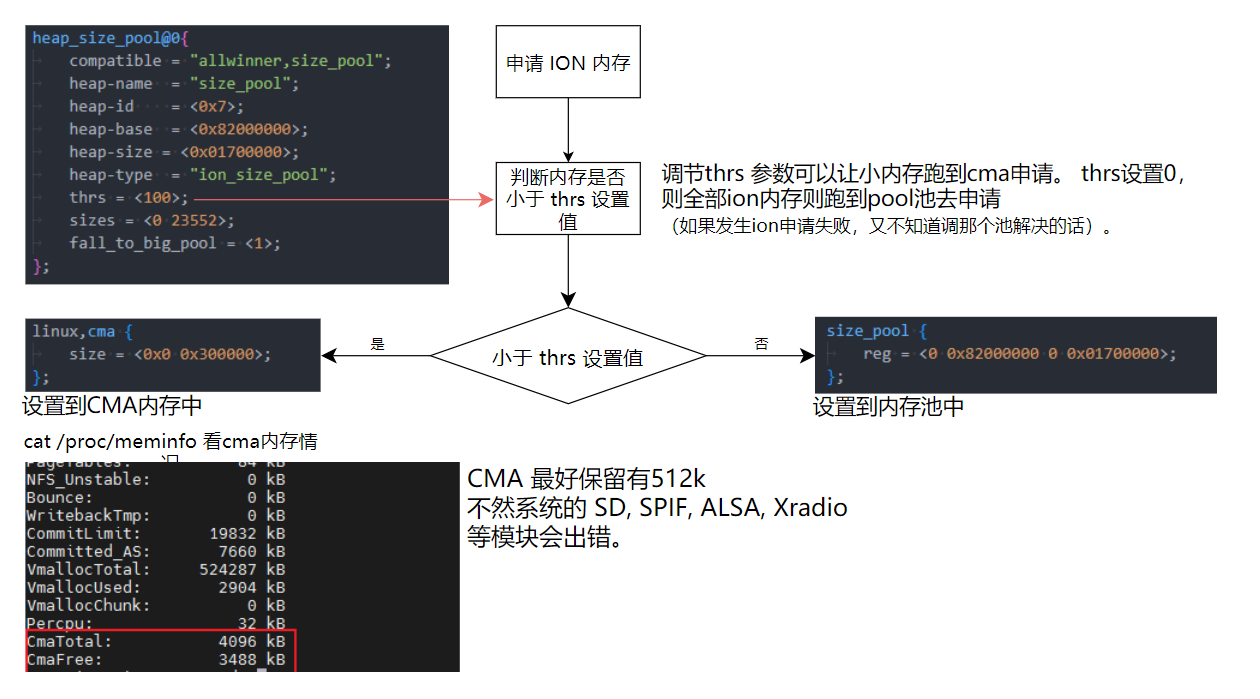 heap_size_pool@0{
compatible = "allwinner,size_pool";
heap-name = "size_pool";
heap-id = <0x7>;
heap-base = <0x82000000>;
heap-size = <0x01700000>;
heap-type = "ion_size_pool";
thrs = <100>;
sizes = <0 23552>;
fall_to_big_pool = <1>;
};
申请 ION 内存
判断内存是否
小于 thrs 设置
值
调节thrs 参数可以让小内存跑到cma申请。 thrs设置0，
则全部ion内存则跑到pool池去申请
（如果发生ion申请失败，又不知道调那个池解决的话）。
小于 thrs 设置值
是
否
linux,cma {
size = <0x0 0x300000>;
};
设置到CMA内存中
size_pool {
reg = <0 0x82000000 0 0x01700000>;
};
设置到内存池中
cat /proc/meminfo 看cma内存情
况
PageTables: 84 kB
NFS_Unstable: 0 kB
Bounce: 0 kB
WritebackTmp: 0 kB
CommitLimit: 19832 kB
Committed_AS: 7660 kB
VmallocTotal: 524287 kB
VmallocUsed: 2904 kB
VmallocChunk: 0 kB
Percpu: 32 kB
CmaTotal: 4096 kB
CmaFree: 3488 kB
CMA 最好保留有512k
不然系统的 SD, SPIF, ALSA, Xradio
等模块会出错。